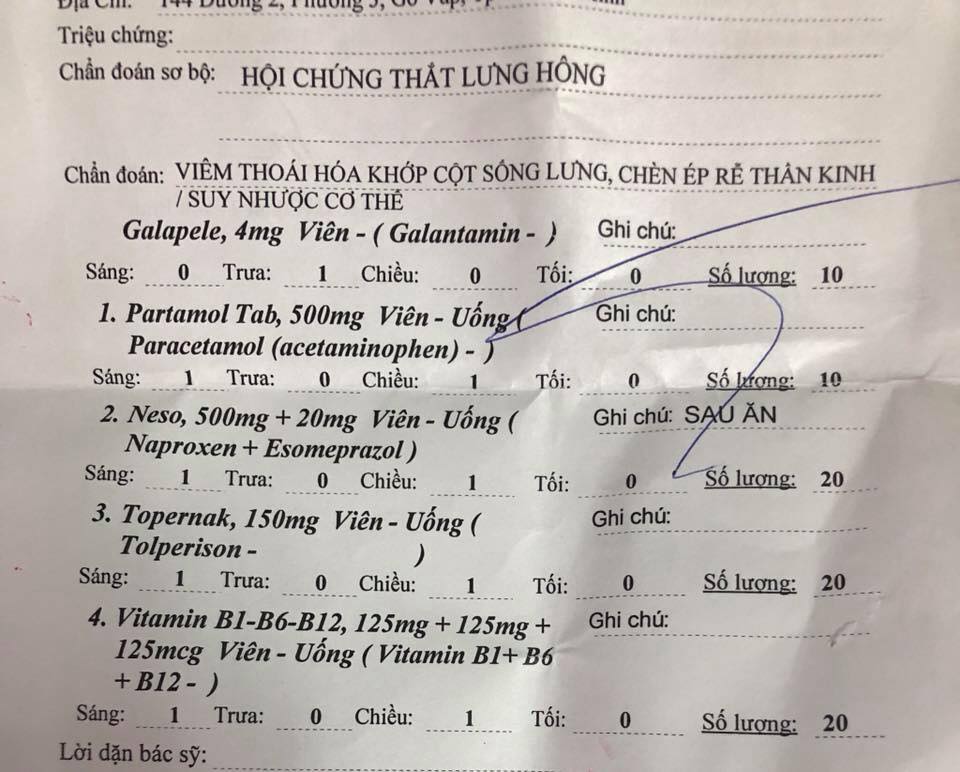 Địa Chỉ: 144 Đường 2, Phường 3, Gò Vấp,
Triệu chứng:
Chẩn đoán sơ bộ: HỘI CHỨNG THẮT LƯNG HÔNG
Chẩn đoán: VIÊM THOÁI HÓA KHỚP CỘT SỐNG LƯNG, CHÈN ÉP RỄ THẦN KINH
/ SUY NHƯỢC CƠ THỂ
Galapele, 4mg Viên - ( Galantamin - ) Ghi chú:
Sáng: 0 Trưa: 1 Chiều: 0 Tối: 0 Số lượng: 10
1. Partamol Tab, 500mg Viên - Uống ( Ghi chú:
Paracetamol (acetaminophen) - )
Sáng: 1 Trưa: 0 Chiều: 1 Tối: 0 Số lượng: 10
2. Neso, 500mg + 20mg Viên - Uống ( Ghi chú: SAU ĂN
Naproxen + Esomeprazol )
Sáng: 1 Trưa: 0 Chiều: 1 Tối: 0 Số lượng: 20
3. Topernak, 150mg Viên - Uống ( Ghi chú:
Tolperison - )
Sáng: 1 Trưa: 0 Chiều: 1 Tối: 0 Số lượng: 20
4. Vitamin B1-B6-B12, 125mg + 125mg + Ghi chú:
125mcg Viên - Uống ( Vitamin B1+ B6
+ B12 - )
Sáng: 1 Trưa: 0 Chiều: 1 Tối: 0 Số lượng: 20
Lời dặn bác sỹ: